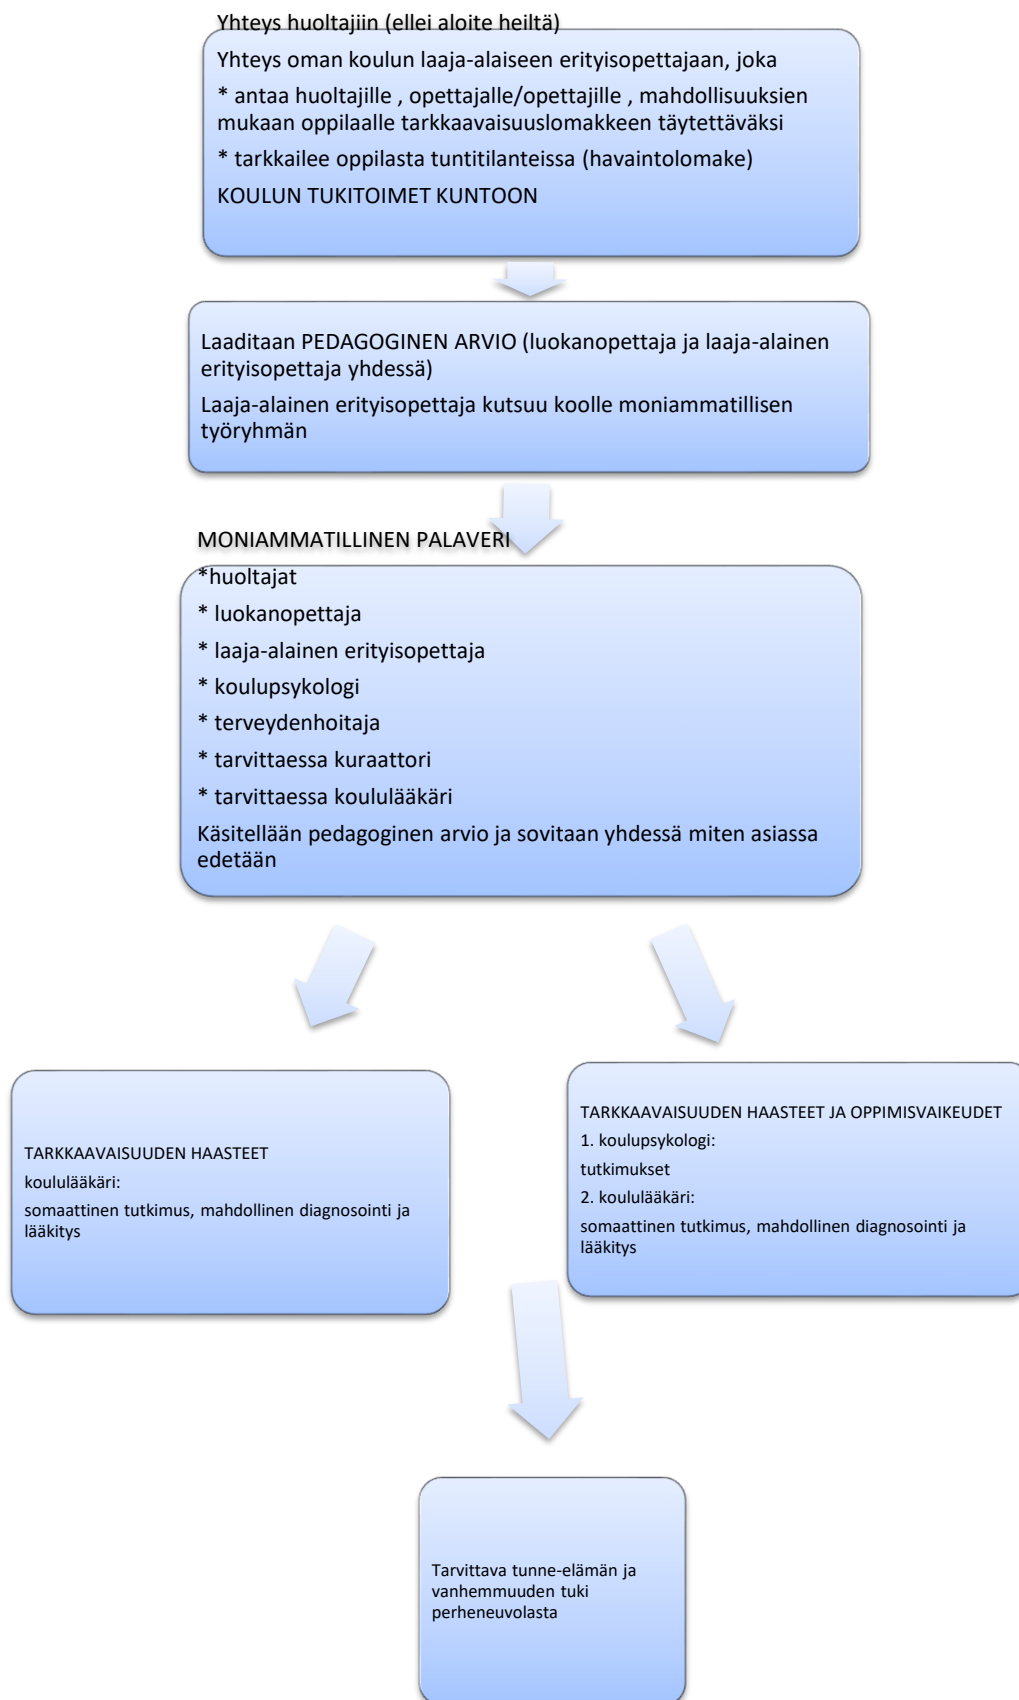 Yhteys huoltajiin (ellei aloite heiltä)
Yhteys oman koulun laaja-alaiseen erityisopettajaan, joka
* antaa huoltajille , opettajalle/opettajille , mahdollisuuksien
mukaan oppilaalle tarkkaavaisuuslomakkeen täytettäväksi
* tarkkailee oppilasta tuntitilanteissa (havaintolomake)
KOULUN TUKITOIMET KUNTOON
Laaditaan PEDAGOGINEN ARVIO (luokanopettaja ja laaja-alainen
erityisopettaja yhdessä)
Laaja-alainen erityisopettaja kutsuu koolle moniammatillisen
työryhmän
MONIAMMATILLINEN PALAVERI
*huoltajat
* luokanopettaja
* laaja-alainen erityisopettaja
* koulupsykologi
* terveydenhoitaja
* tarvittaessa kuraattori
* tarvittaessa koululääkäri
Käsitellään pedagoginen arvio ja sovitaan yhdessä miten asiassa
edetään
TARKKAAVAISUUDEN HAASTEET
koululääkäri:
somaattinen tutkimus, mahdollinen diagnosointi ja
lääkitys
TARKKAAVAISUUDEN HAASTEET JA OPPIMISVAIKEUDET
1. koulupsykologi:
tutkimukset
2. koululääkäri:
somaattinen tutkimus, mahdollinen diagnosointi ja
lääkitys
Tarvittava tunne-elämän ja
vanhemmuuden tuki
perheneuvolasta